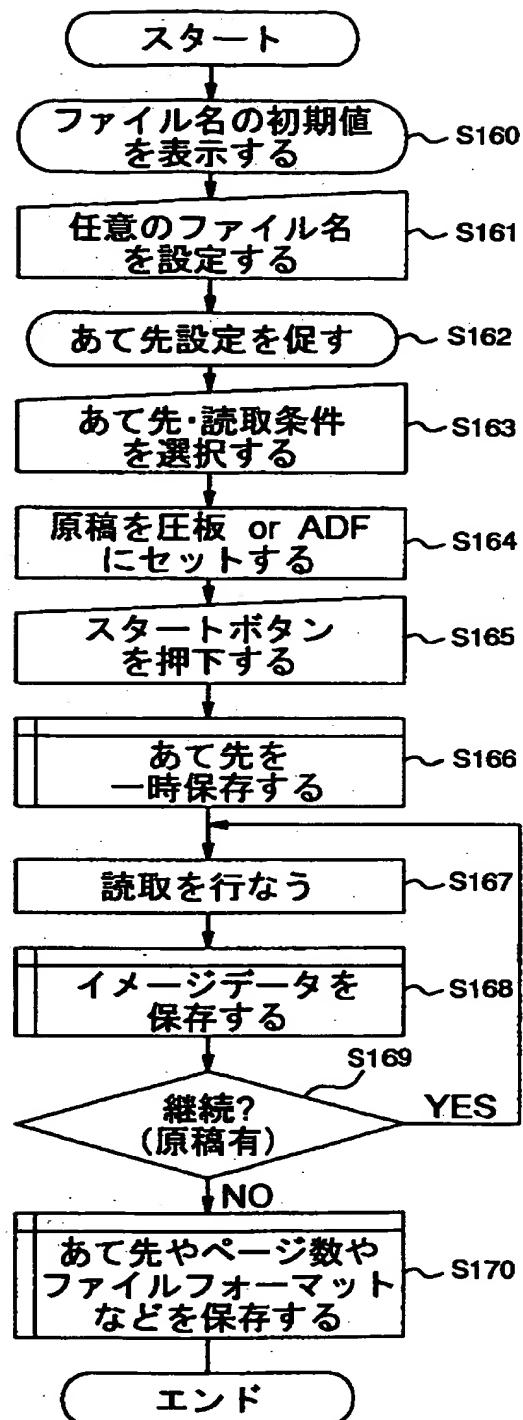 スタート
ファイル名の初期値
を表示する
S160
任意のファイル名
を設定する
S161
あて先設定を促す
S162
あて先・読取条件
を選択する
S163
原稿を圧板 or ADF
にセットする
S164
スタートボタン
を押下する
S165
あて先を
一時保存する
S166
読取を行なう
S167
イメージデータを
保存する
S168
S169
継続?
(原稿有)
YES
NO
あて先やページ数や
ファイルフォーマット
などを保存する
S170
エンド